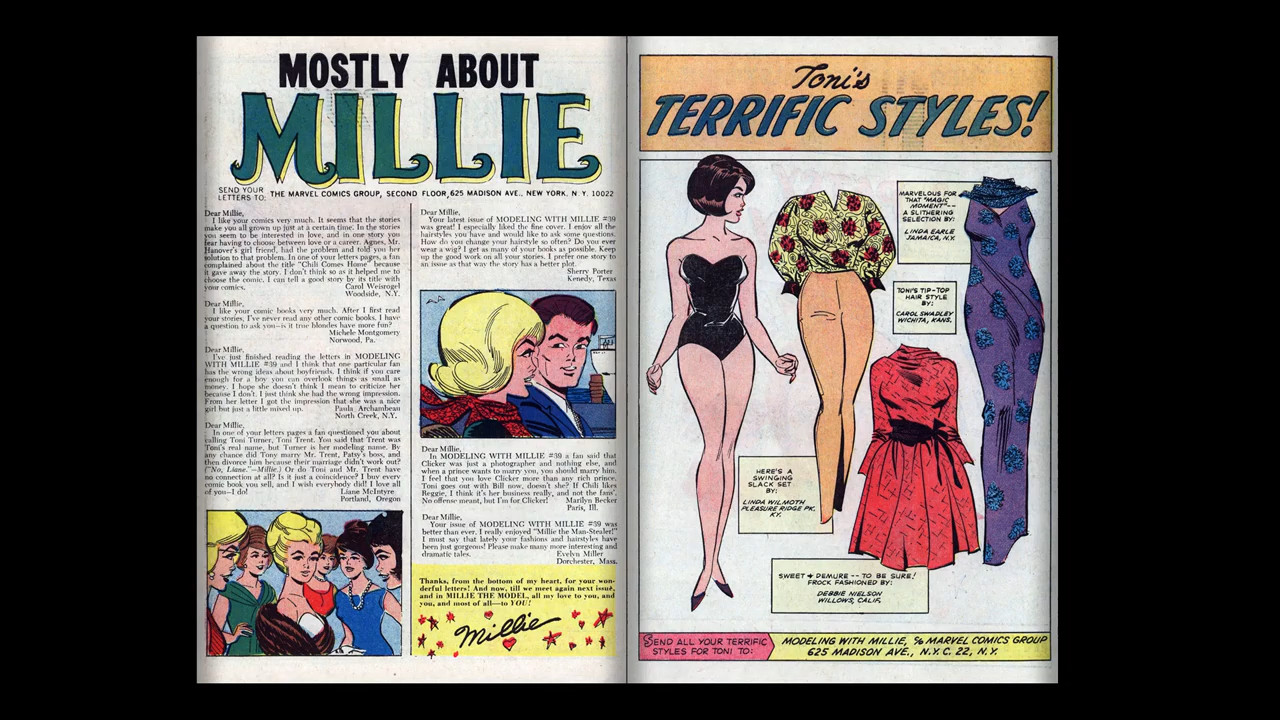 MOSTLY ABOUT
MILLIE
SEND YOUR
LETTERS TO:
THE MARVEL COMICS GROUP, SECOND FLOOR, 625 MADISON AVE., NEW YORK. N. Y. 10022
Dear Millie,
I like your comics very much. It seems that the stories
make you all grown up just at a certain time. In the stories
you seem to be interested in love, and in one story you
fear having to choose between love or a career. Agnes, Mr.
Hanover's girl friend, had the problem and told you her
solution to that problem. In one of your letters pages, a fan
complained about the title "Chili Comes Home" because
it gave away the story. I don't think so as it helped me to
choose the comic. I can tell a good story by its title with
your comics.
Carol Weisrogel
Woodside, N.Y.
Dear Millie,
I like your comic books very much. After I first read
your stories, I've never read any other comic books. I have
a question to ask you—is it true blondes have more fun?
Michele Montgomery
Norwood, Pa.
Dear Millie,
I've just finished reading the letters in MODELING
WITH MILLIE #39 and I think that one particular fan
has the wrong ideas about boyfriends. I think if you care
enough for a boy you can overlook things as small as
money. I hope she doesn't think I mean to criticize her
because I don't. I just think she had the wrong impression.
From her letter I got the impression that she was a nice
girl but just a little mixed up. Paula Archambeau
North Creek, N.Y.
Dear Millie,
In one of your letters pages a fan questioned you about
calling Toni Turner, Toni Trent. You said that Trent was
Toni's real name, but Turner is her modeling name. By
any chance did Tony marry Mr. Trent, Patsy's boss, and
then divorce him because their marriage didn't work out?
("No, Liane."—Millie.) Or do Toni and Mr. Trent have
no connection at all? Is it just a coincidence? I buy every
comic book you sell, and I wish everybody did! I love all
of you—I do! Liane McIntyre
Portland, Oregon
Dear Millie,
Your latest issue of MODELING WITH MILLIE #39
was great! I especially liked the fine cover. I enjoy all the
hairstyles you have and would like to ask some questions.
How do you change your hairstyle so often? Do you ever
wear a wig? I get as many of your books as possible. Keep
up the good work on all your stories. I prefer one story to
an issue as that way the story has a better plot.
Sherry Porter
Kenedy, Texas
Dear Millie,
In MODELING WITH MILLIE #39 a fan said that
Clicker was just a photographer and nothing else, and
when a prince wants to marry you, you should marry him.
I feel that you love Clicker more than any rich prince.
Toni goes out with Bill now, doesn't she? If Chili likes
Reggie, I think it's her business really, and not the fans'.
No offense meant, but I'm for Clicker! Marilyn Becker
Paris, Ill.
Dear Millie,
Your issue of MODELING WITH MILLIE #39 was
better than ever. I really enjoyed "Millie the Man-Stealer!"
I must say that lately your fashions and hairstyles have
been just gorgeous! Please make many more interesting and
dramatic tales. Evelyn Miller
Dorchester, Mass.
Thanks, from the bottom of my heart, for your won-
derful letters! And now, till we meet again next issue,
and in MILLIE THE MODEL, all my love to you, and
you, and most of all—to YOU!
Millie
Toni's
TERRIFIC STYLES!
MARVELOUS FOR
THAT "MAGIC
MOMENT"--
A SLITHERING
SELECTION BY:
LINDA EARLE
JAMAICA, N.Y.
TONI'S TIP-TOP
HAIR STYLE
BY:
CAROL SWADLEY
WICHITA, KANS.
HERE'S A
SWINGING
SLACK SET
BY:
LINDA WILMOTH
PLEASURE RIDGE PK.
KY.
SWEET & DEMURE -- TO BE SURE!
FROCK FASHIONED BY:
DEBBIE NIELSON
WILLOWS, CALIF.
SEND ALL YOUR TERRIFIC
STYLES FOR TONI TO:
MODELING WITH MILLIE, % MARVEL COMICS GROUP
625 MADISON AVE., N.Y.C. 22, N.Y.